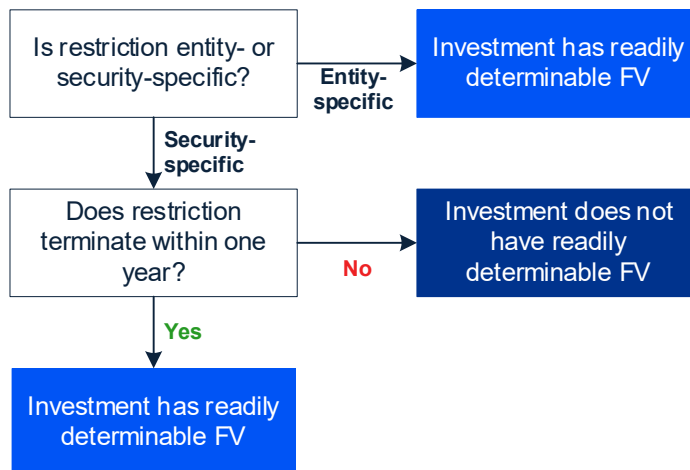 Is restriction entity- or
security-specific?
Entity-
specific
Investment has readily
determinable FV
Security-
specific
Does restriction
terminate within one
year?
No
Investment does not
have readily
determinable FV
Yes
Investment has readily
determinable FV